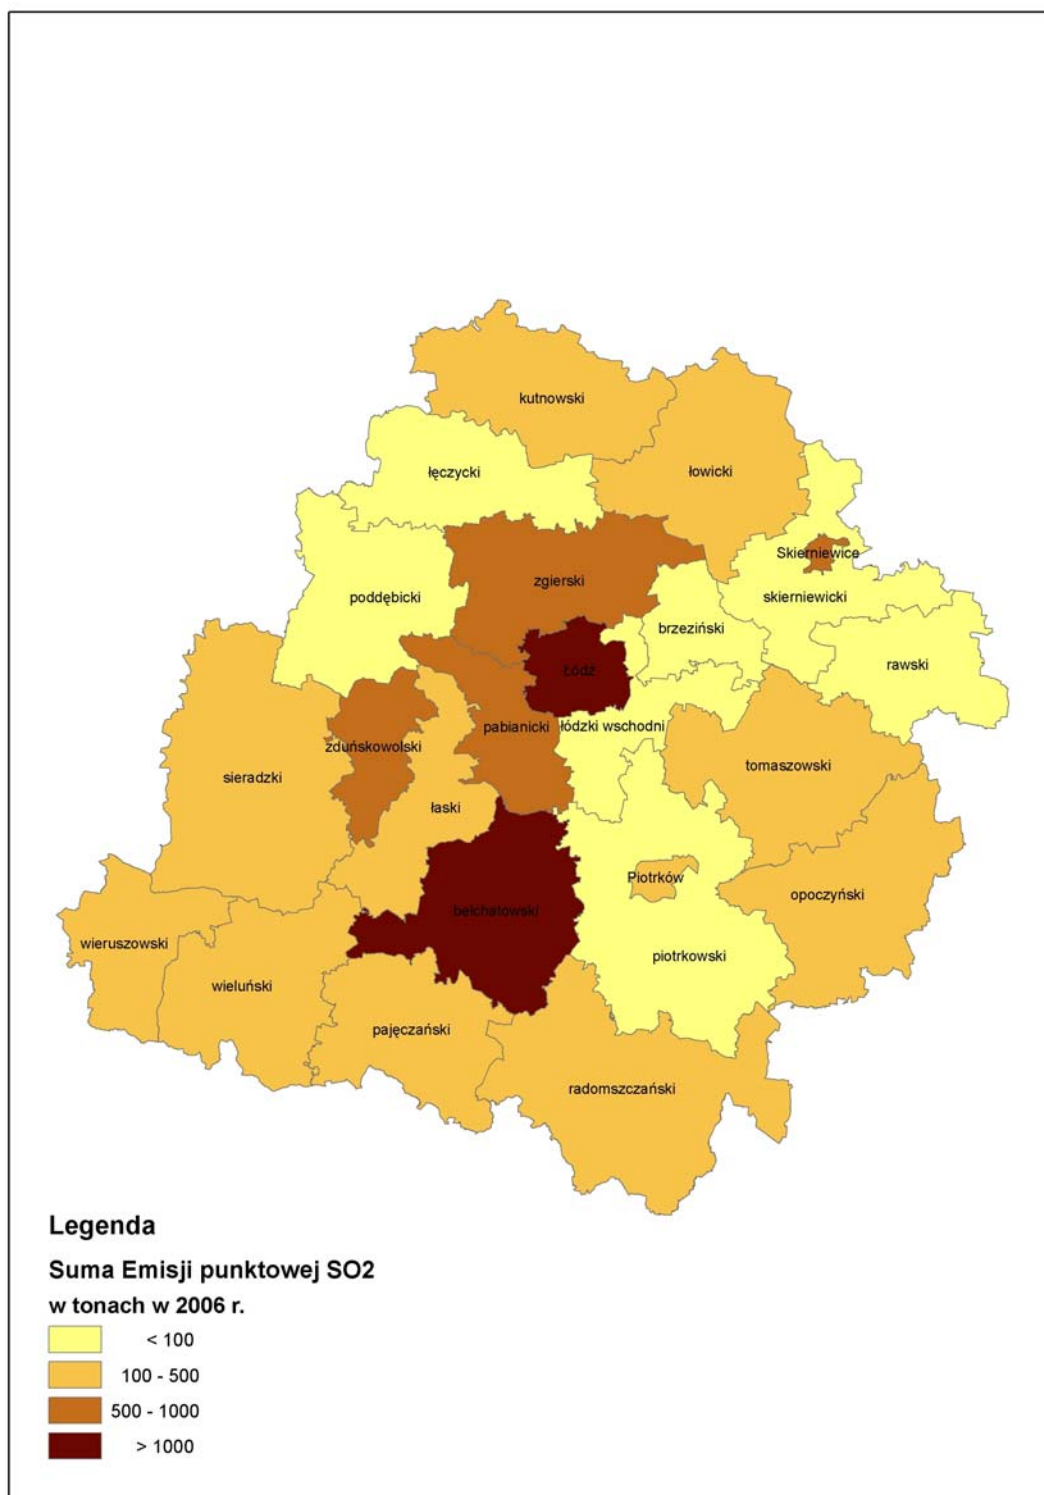 kutnowski
łowicki
łęczycki
Skierniewice
zgierski
skierniewicki
poddębicki
brzeziński
rawski
Łódź
pabianicki
łódzki wschodni
zduńskowolski
tomaszowski
sieradzki
łaski
Piotrków
opoczyński
bełchatowski
wieruszowski
piotrkowski
wieluński
pajęczański
radomszczański
Legenda
Suma Emisji punktowej SO2
w tonach w 2006 r.
< 100
100 - 500
500 - 1000
> 1000